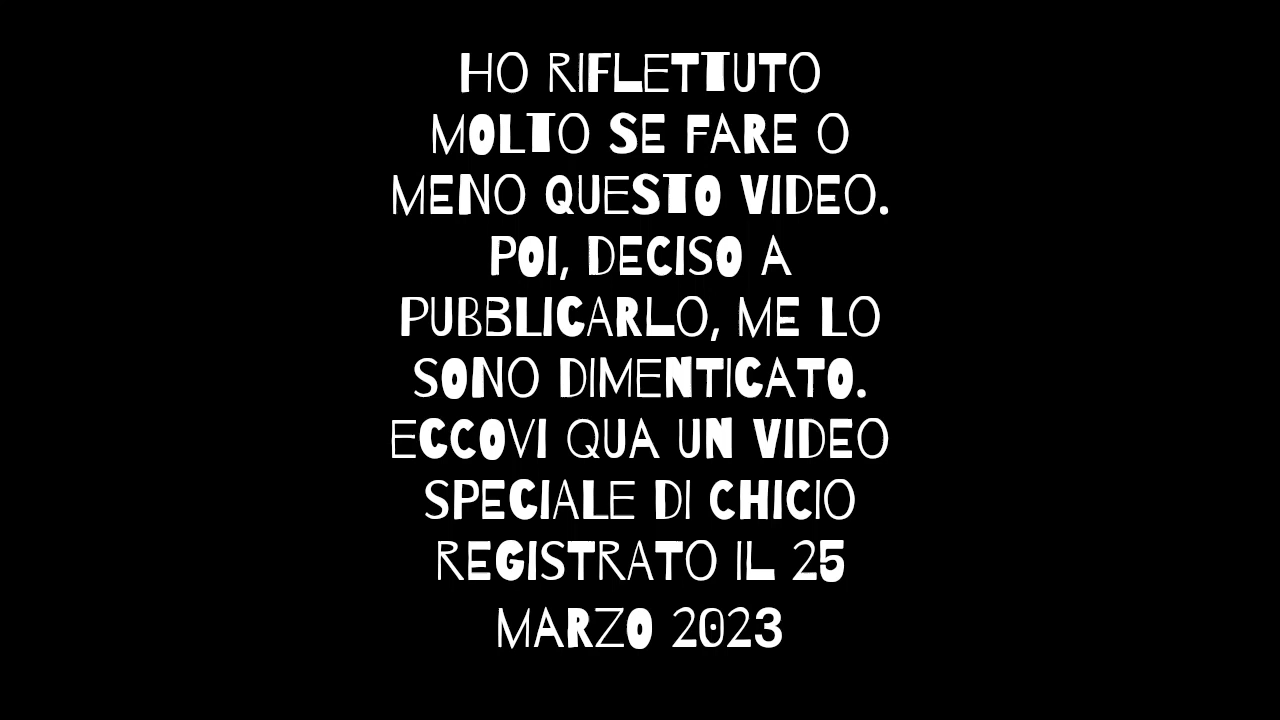 HO RIFLETTUTO
MOLTO SE FARE O
MENO QUESTO VIDEO.
POI, DECISO A
PUBBLICARLO, ME LO
SONO DIMENTICATO.
ECCOVI QUA UN VIDEO
SPECIALE DI CHICIO
REGISTRATO IL 25
MARZO 2023